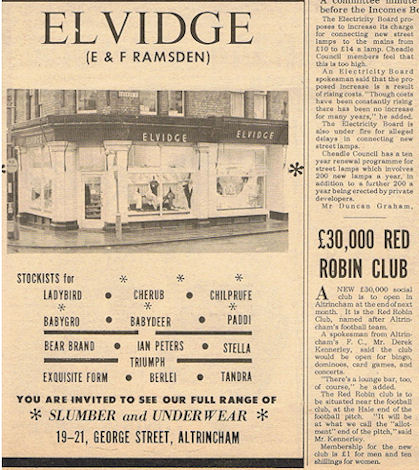 ELVIDGE
(E & F RAMSDEN)
ELVIDGE
ELVIDGE
STOCKISTS for
LADYBIRD • CHERUB • CHILPRUFE
BABYGRO • BABYDEER • PADDI
BEAR BRAND • IAN PETERS • STELLA
TRIUMPH
EXQUISITE FORM • BERLEI • TANDRA
YOU ARE INVITED TO SEE OUR FULL RANGE OF
* SLUMBER and UNDERWEAR *
19–21, GEORGE STREET, ALTRINCHAM
A committee minute
before the Incomes Be
The Electricity Board pro-
poses to increase its charge
for connecting new street
lamps to the mains from
£10 to £14 a lamp. Cheadle
Council members feel that
this is too high.
An Electricity Board
spokesman said that the pro-
posed increase is a result
of rising costs. "Though costs
have been constantly rising
there has been no increase
for many years," he added.
The Electricity Board is
also under fire for alleged
delays in connecting new
street lamps.
Cheadle Council has a ten
year renewal programme for
street lamps which involves
200 new lamps a year, in
addition to a further 200 a
year being erected by private
developers.
Mr Duncan Graham,
£30,000 RED
ROBIN CLUB
A NEW £30,000 social
club is to open in
Altrincham at the end of next
month. It is the Red Robin
Club, named after Altrin-
cham's football team.
A spokesman from Altrin-
cham's F. C., Mr. Derek
Kennerley, said the club
would be open for bingo,
dominoes, card games, and
concerts.
"There's a lounge bar, too,
of course," he added.
The Red Robin club is to
be situated near the football
club, at the Hale end of the
football pitch. "It will be
at what we call the "allot-
ment" end of the pitch," said
Mr. Kennerley.
Membership for the new
club is £1 for men and ten
shillings for women.